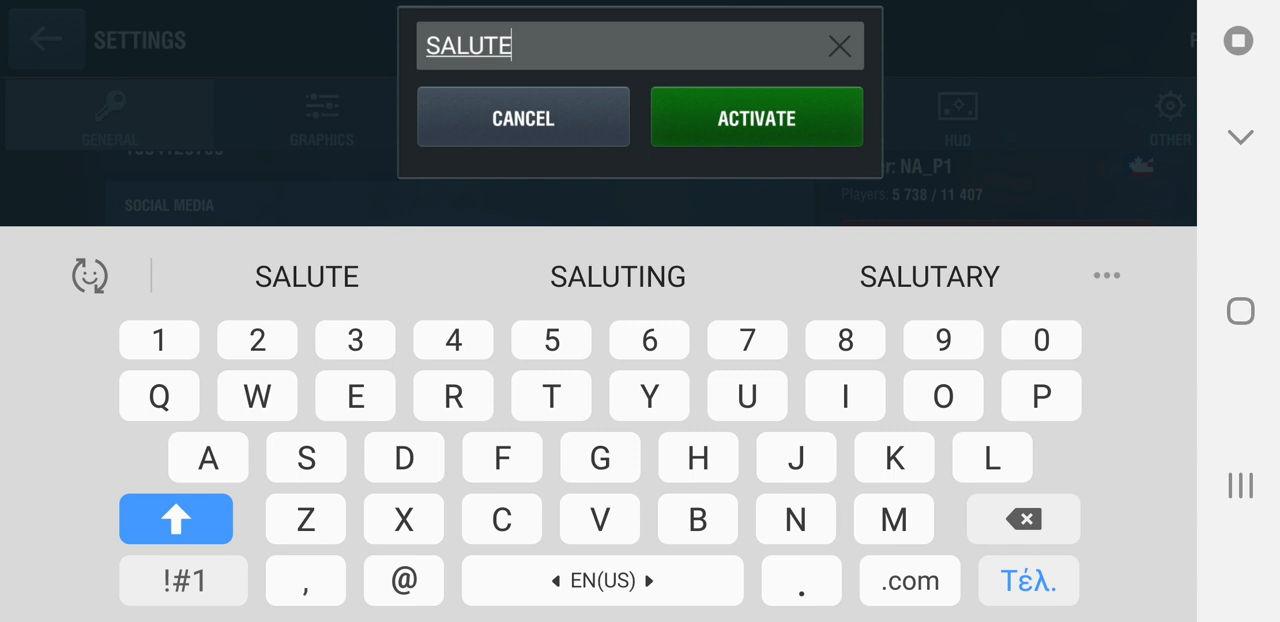 SETTINGS
SALUTE
CANCEL
ACTIVATE
GENERAL
GRAPHICS
HUD
OTHER
r: NA_P1
Players: 5 738 / 11 407
SOCIAL MEDIA
SALUTE SALUTING SALUTARY
1 2 3 4 5 6 7 8 9 0
Q W E R T Y U I O P
A S D F G H J K L
Z X C V B N M
!#1 , @ EN(US) . .com Τέλ.